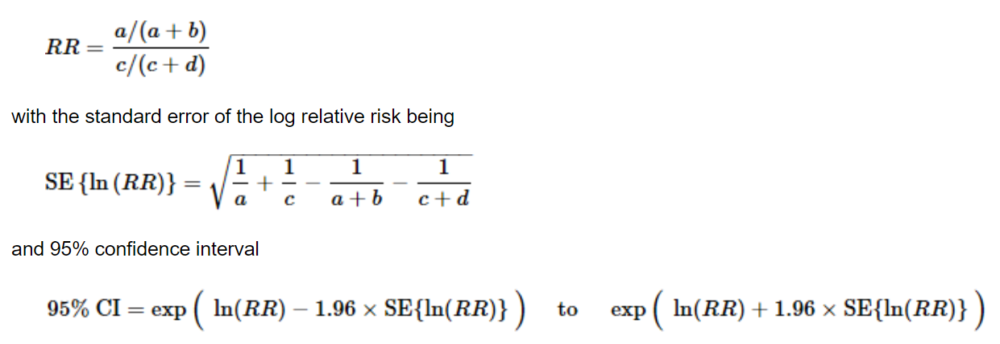 RR = a/(a + b) / c/(c + d)
with the standard error of the log relative risk being
SE {ln (RR)} = √ 1/a + 1/c − 1/(a + b) − 1/(c + d)
and 95% confidence interval
95% CI = exp ( ln(RR) − 1.96 × SE{ln(RR)} ) to exp ( ln(RR) + 1.96 × SE{ln(RR)} )